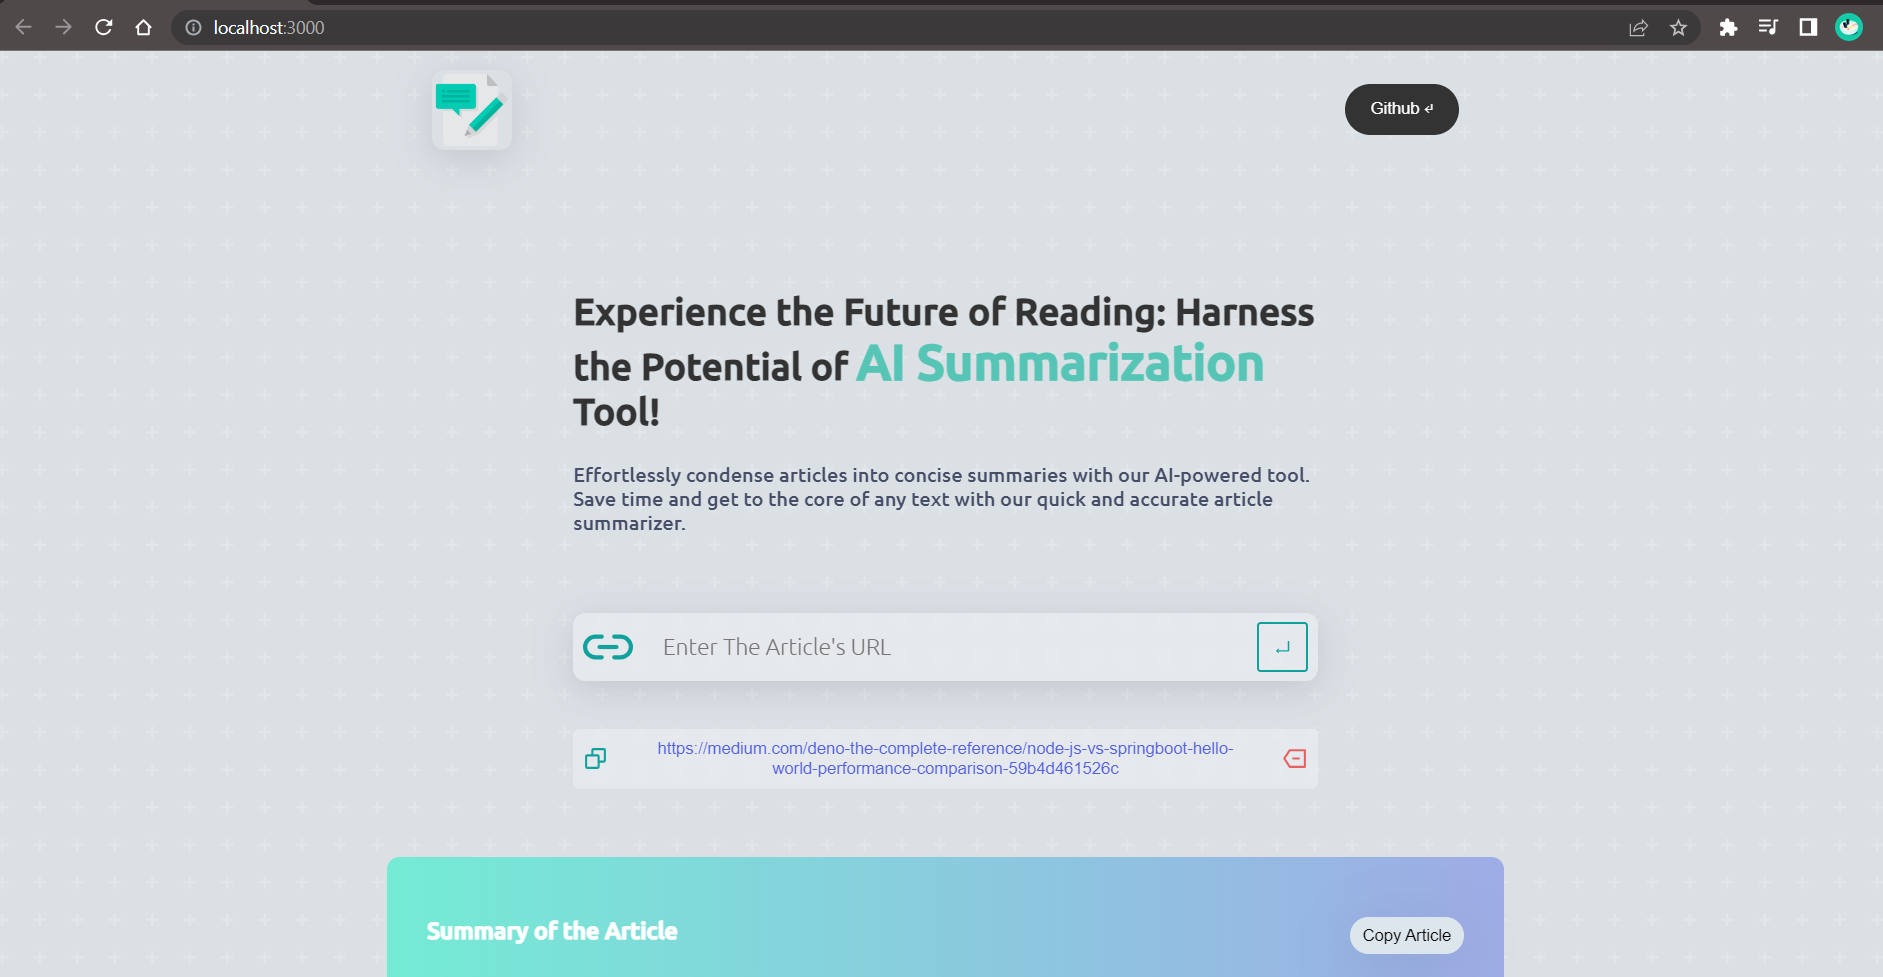 localhost:3000
Github ↵
Experience the Future of Reading: Harness
the Potential of AI Summarization
Tool!
Effortlessly condense articles into concise summaries with our AI-powered tool.
Save time and get to the core of any text with our quick and accurate article
summarizer.
Enter The Article's URL
↵
https://medium.com/deno-the-complete-reference/node-js-vs-springboot-hello-
world-performance-comparison-59b4d461526c
Summary of the Article
Copy Article